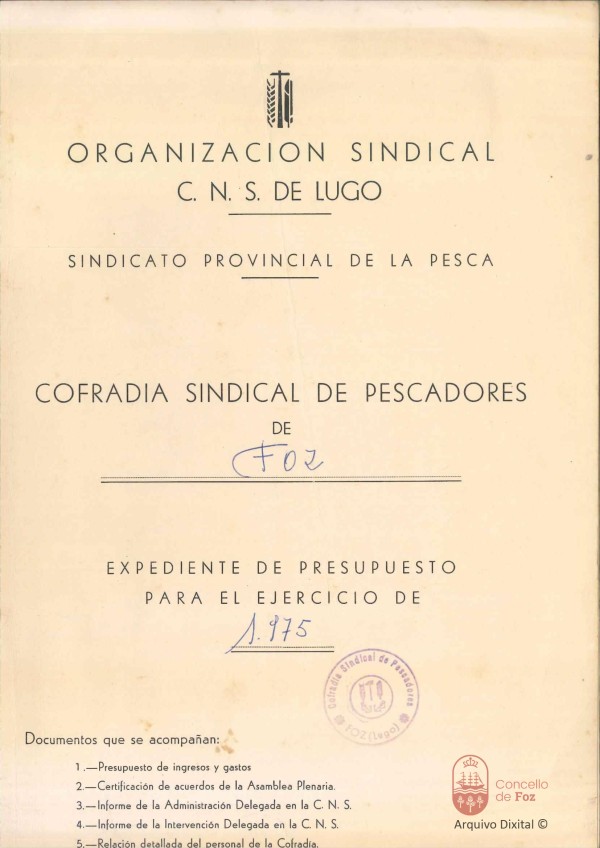 ORGANIZACION SINDICAL
C. N. S. DE LUGO
SINDICATO PROVINCIAL DE LA PESCA
COFRADIA SINDICAL DE PESCADORES
DE
FOZ
EXPEDIENTE DE PRESUPUESTO
PARA EL EJERCICIO DE
1.975
Cofradia Sindical de Pescadores
FOZ (Lugo)
Documentos que se acompañan:
1.—Presupuesto de ingresos y gastos
2.—Certificación de acuerdos de la Asamblea Plenaria.
3.—Informe de la Administración Delegada en la C. N. S.
4.—Informe de la Intervención Delegada en la C. N. S.
5.—Relación detallada del personal de la Cofradía.
Concello
de Foz
Arquivo Dixital ©